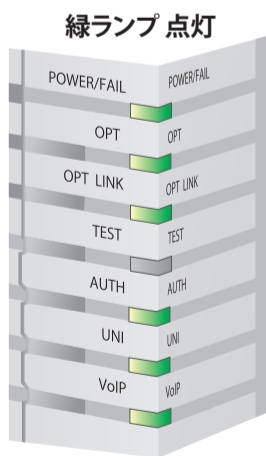 緑ランプ 点灯
POWER/FAIL POWER/FAIL
OPT OPT
OPT LINK OPT LINK
TEST TEST
AUTH AUTH
UNI UNI
VoIP VoIP